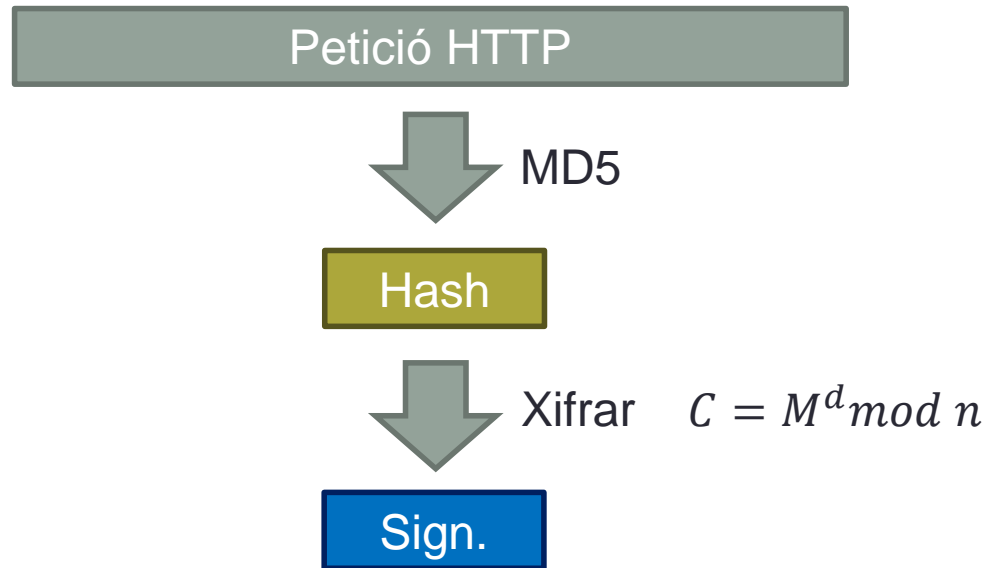 Petició HTTP
MD5
Hash
Xifrar C = M^d mod n
Sign.